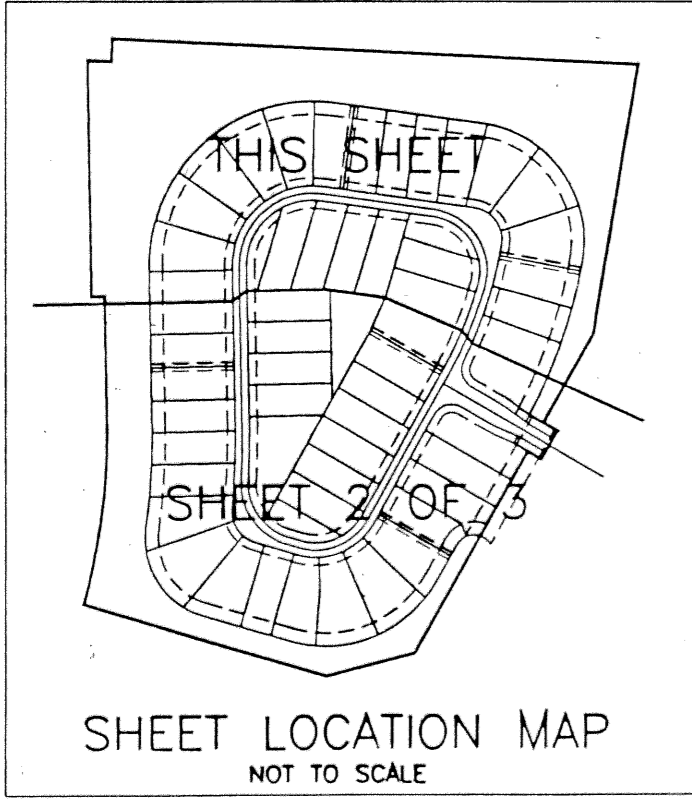 THIS SHEET
SHEET 2 OF 3
SHEET LOCATION MAP
NOT TO SCALE